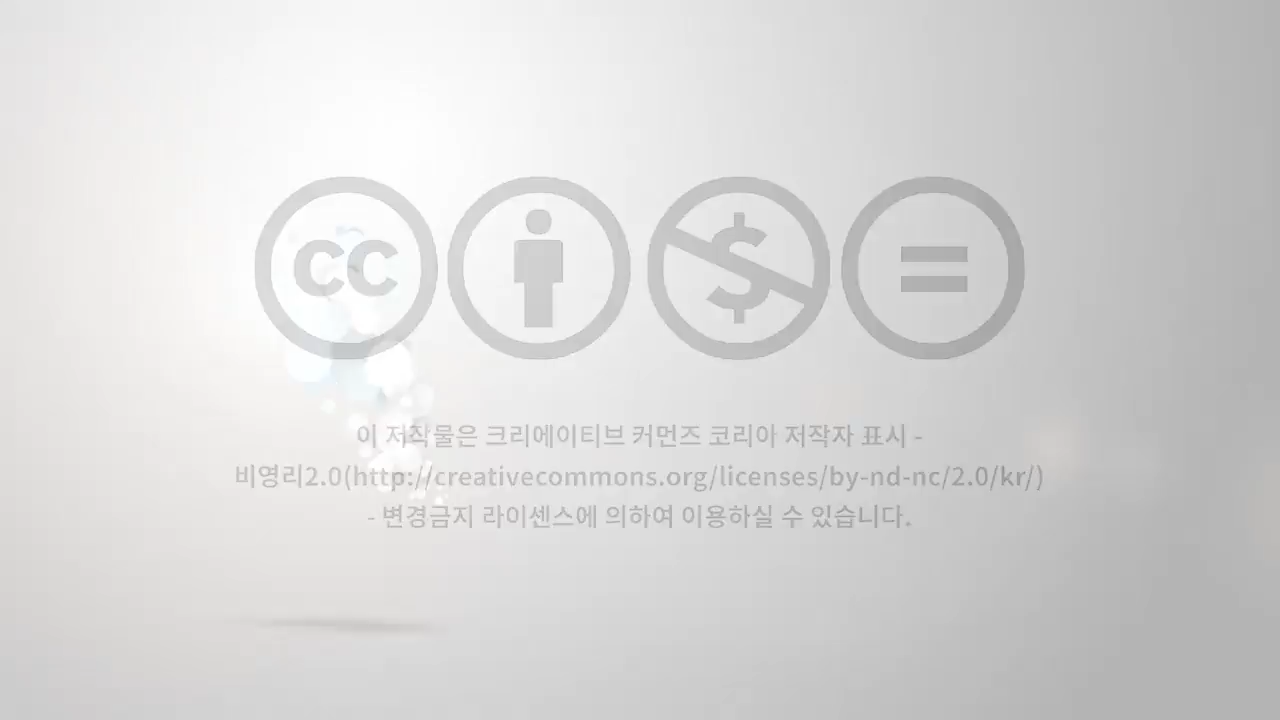 cc
이 저작물은 크리에이티브 커먼즈 코리아 저작자 표시 -
비영리2.0(http://creativecommons.org/licenses/by-nd-nc/2.0/kr/)
- 변경금지 라이센스에 의하여 이용하실 수 있습니다.